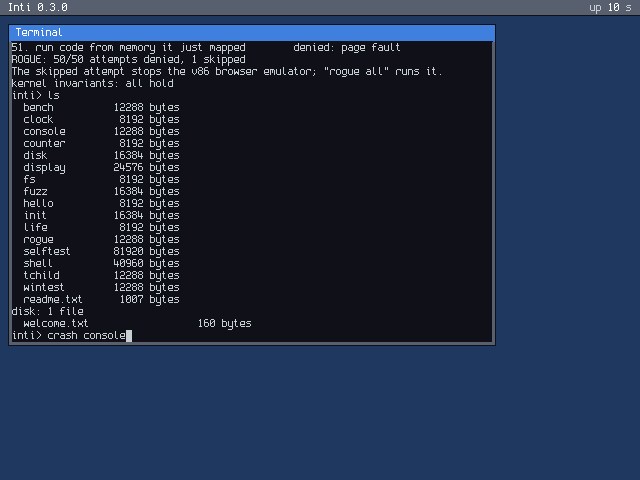 Inti 0.3.0 up 10 s
Terminal
51. run code from memory it just mapped denied: page fault
ROGUE: 50/50 attempts denied, 1 skipped
The skipped attempt stops the v86 browser emulator; "rogue all" runs it.
kernel invariants: all hold
inti> ls
bench 12288 bytes
clock 8192 bytes
console 12288 bytes
counter 8192 bytes
disk 16384 bytes
display 24576 bytes
fs 8192 bytes
fuzz 16384 bytes
hello 8192 bytes
init 16384 bytes
life 8192 bytes
rogue 12288 bytes
selftest 81920 bytes
shell 40960 bytes
tchild 12288 bytes
wintest 12288 bytes
readme.txt 1007 bytes
disk: 1 file
welcome.txt 160 bytes
inti> crash console